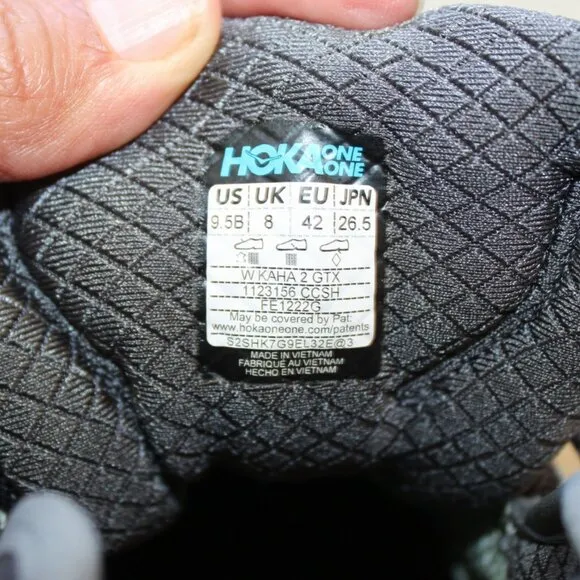 HOKA ONE ONE
US UK EU JPN
9.5B 8 42 26.5
W KAHA 2 GTX
1123156 CCSH
FE1222G
May be covered by Pat:
www.hokaoneone.com/patents
S2SHK7G9EL32E@3
MADE IN VIETNAM
FABRIQUÉ AU VIETNAM
HECHO EN VIETNAM